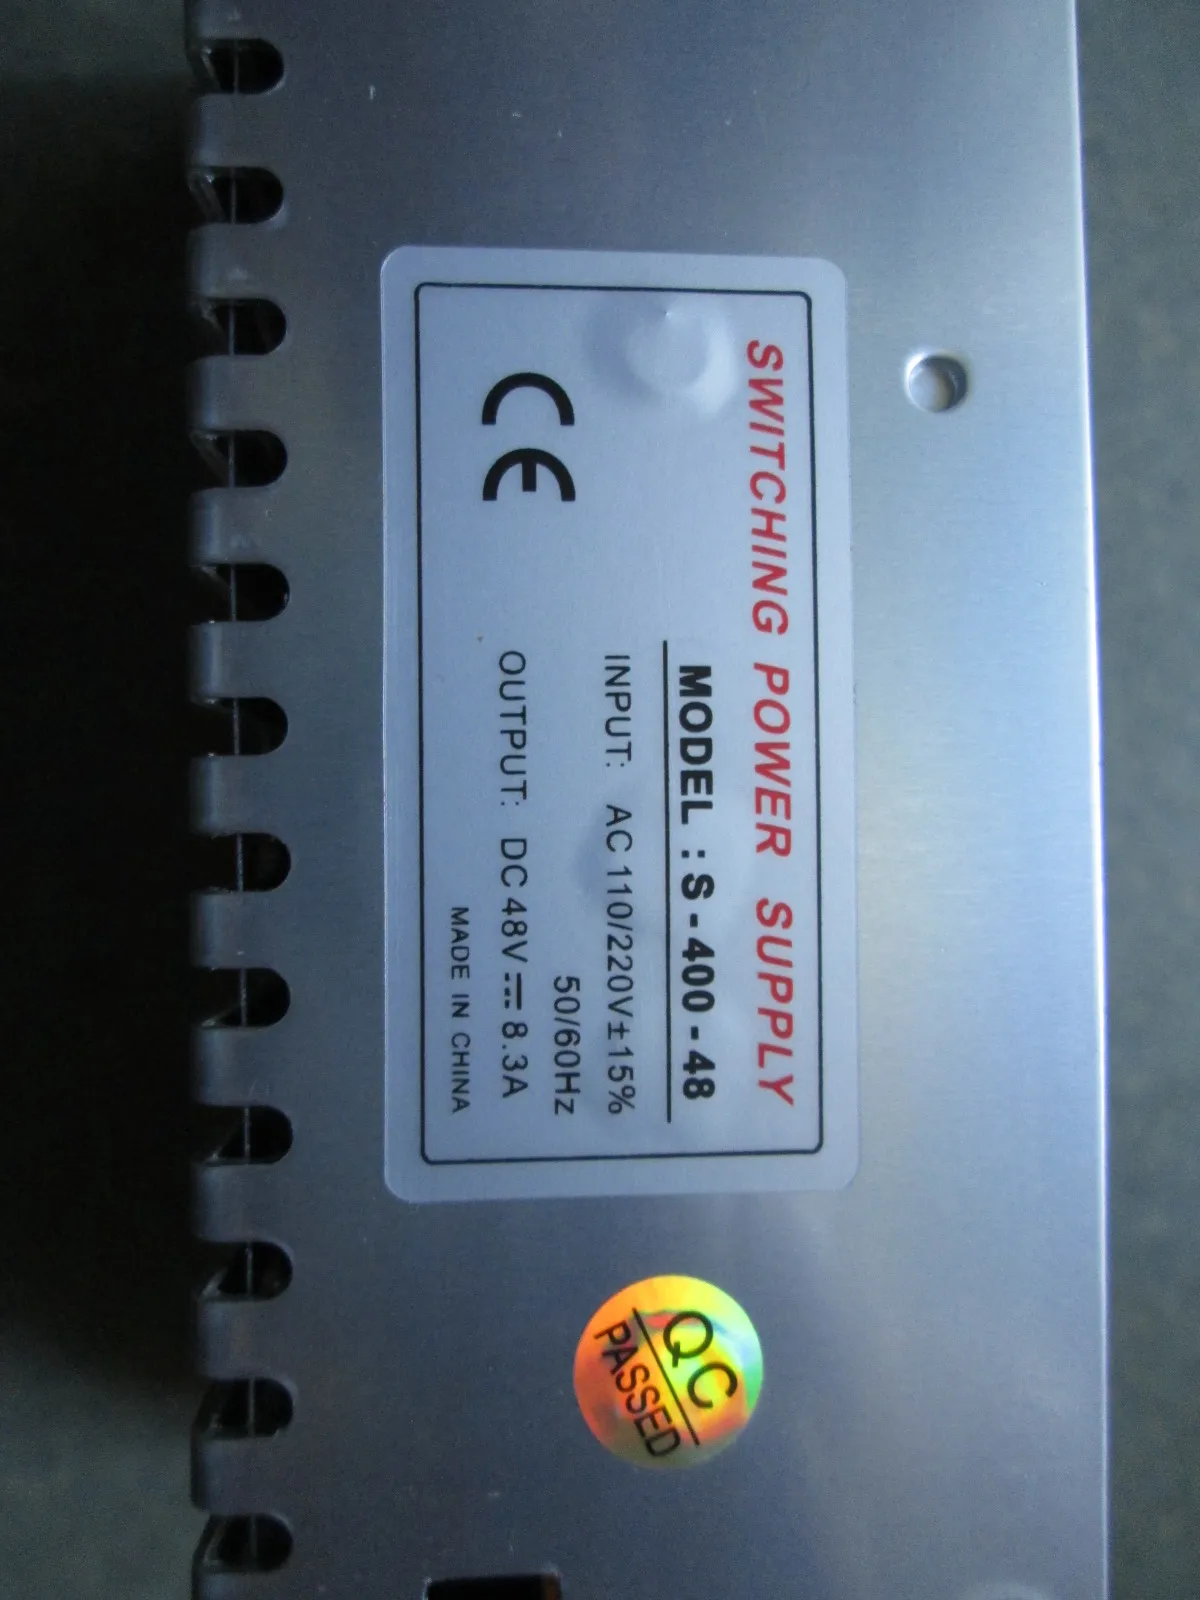 SWITCHING POWER SUPPLY
MODEL : S-400-48
INPUT: AC 110/220V±15%
50/60Hz
OUTPUT: DC 48V⎓8.3A
MADE IN CHINA
CE
QC
PASSED